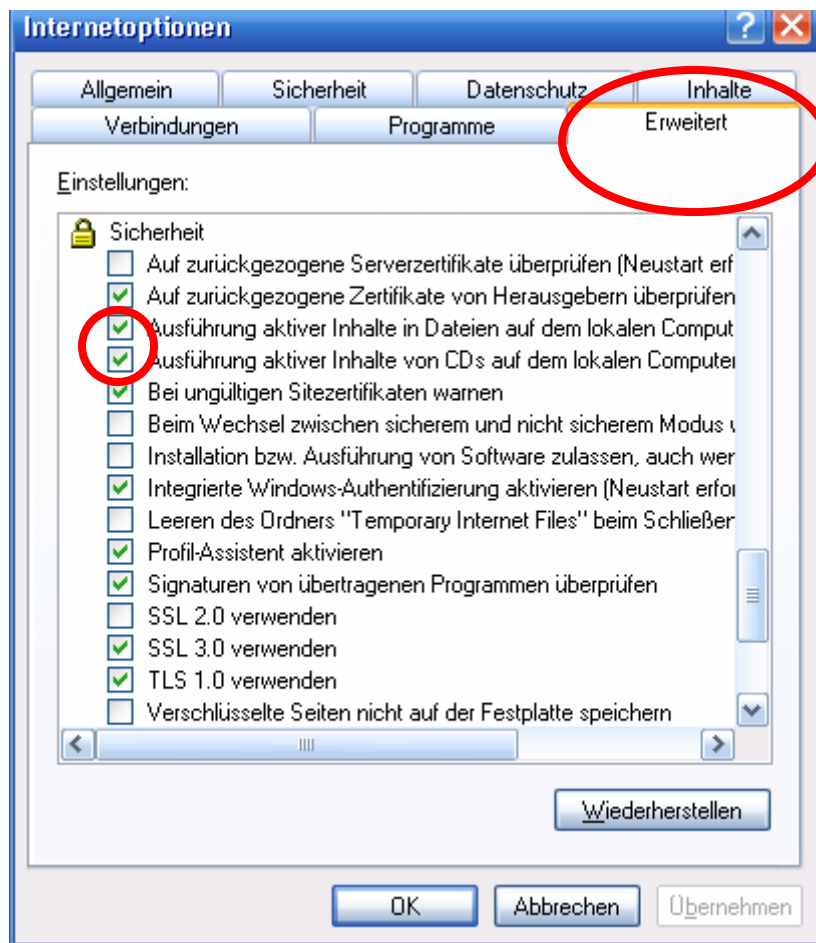 Internetoptionen
Allgemein Sicherheit Datenschutz Inhalte
Verbindungen Programme Erweitert
Einstellungen:
Sicherheit
Auf zurückgezogene Serverzertifikate überprüfen (Neustart erf
Auf zurückgezogene Zertifikate von Herausgebern überprüfen
Ausführung aktiver Inhalte in Dateien auf dem lokalen Comput
Ausführung aktiver Inhalte von CDs auf dem lokalen Computer
Bei ungültigen Sitezertifikaten warnen
Beim Wechsel zwischen sicherem und nicht sicherem Modus
Installation bzw. Ausführung von Software zulassen, auch wer
Integrierte Windows-Authentifizierung aktivieren (Neustart erfor
Leeren des Ordners "Temporary Internet Files" beim Schließen
Profil-Assistent aktivieren
Signaturen von übertragenen Programmen überprüfen
SSL 2.0 verwenden
SSL 3.0 verwenden
TLS 1.0 verwenden
Verschlüsselte Seiten nicht auf der Festplatte speichern
Wiederherstellen
OK Abbrechen Übernehmen